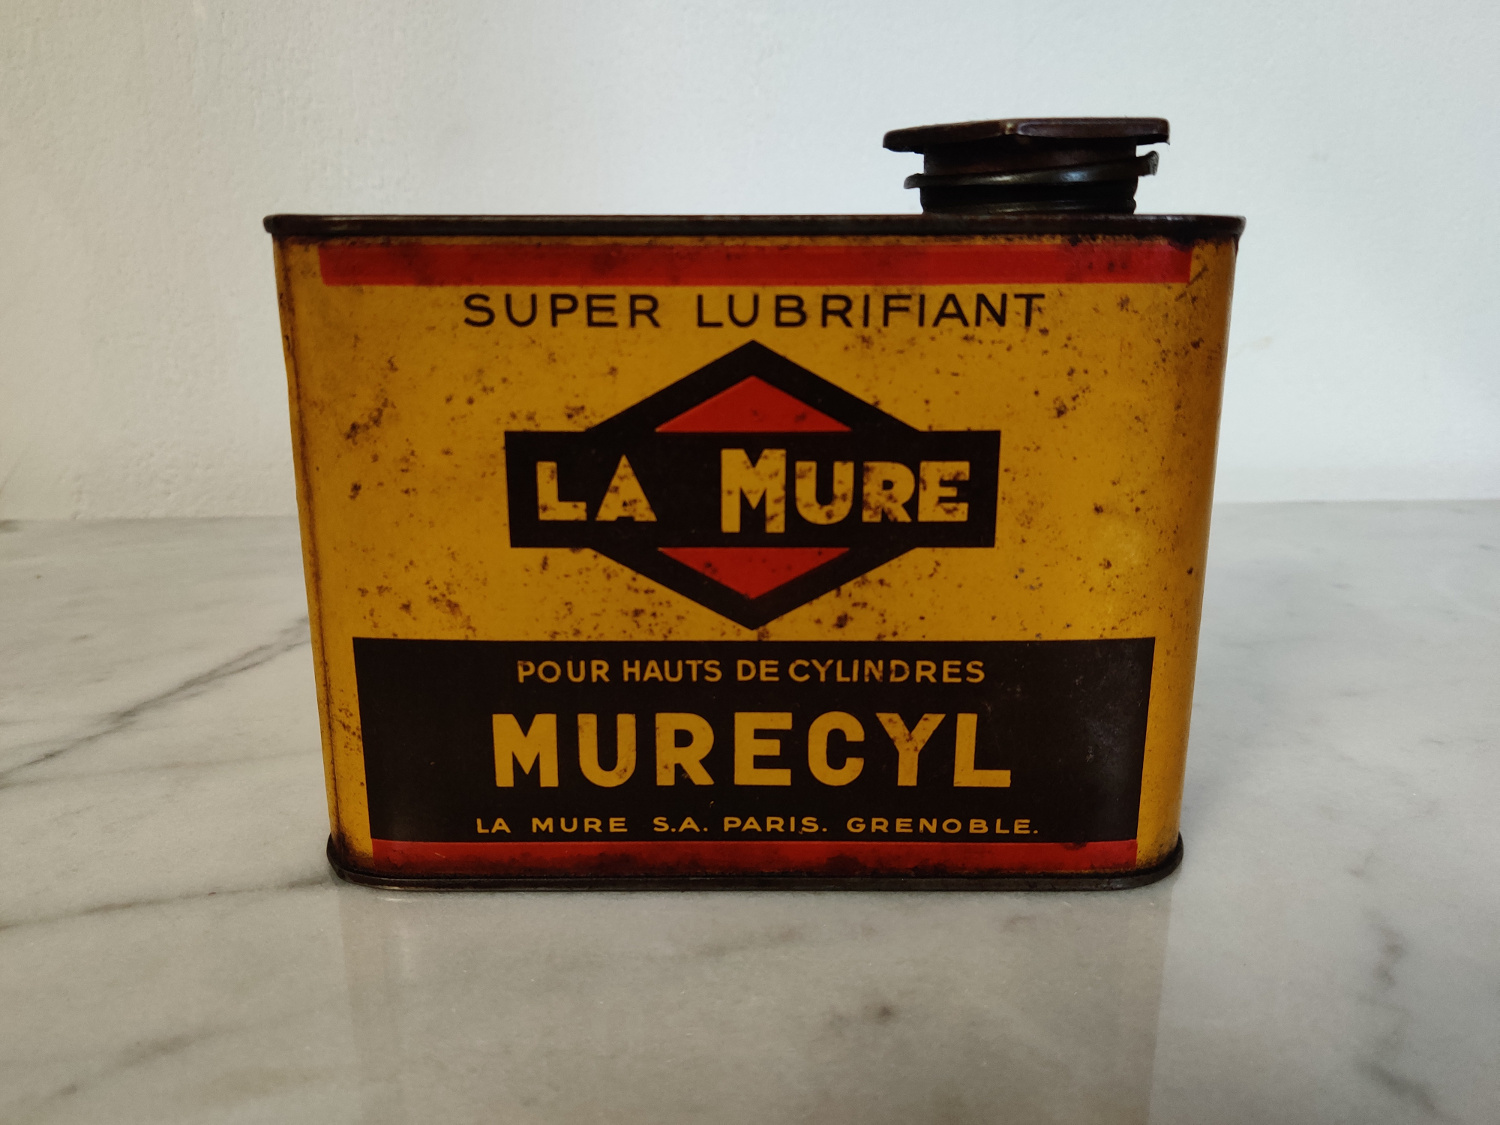 SUPER LUBRIFIANT
LA MURE
POUR HAUTS DE CYLINDRES
MURECYL
LA MURE S.A. PARIS. GRENOBLE.